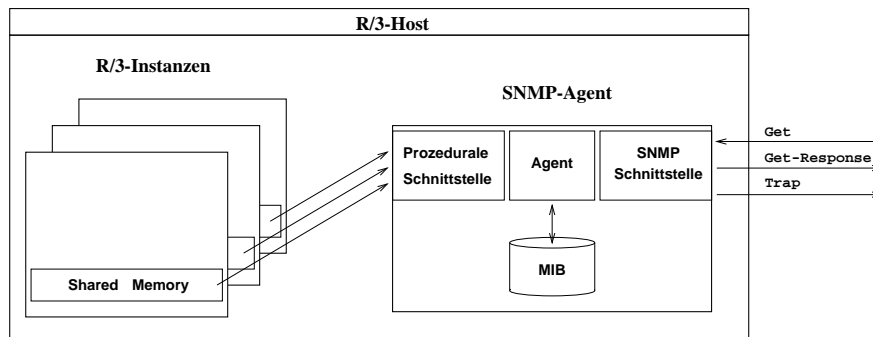 R/3-Host
R/3-Instanzen
SNMP-Agent
Prozedurale
Schnittstelle
Agent
SNMP
Schnittstelle
Get
Get-Response
Trap
MIB
Shared Memory